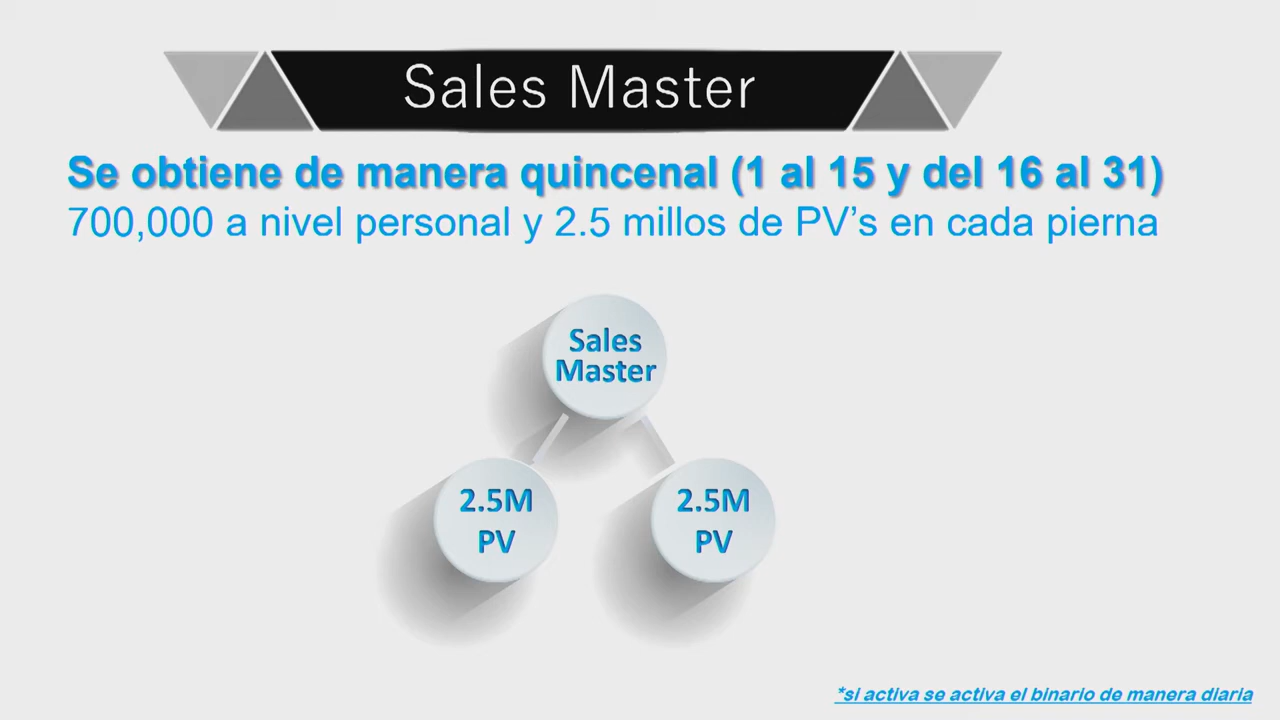 Sales Master
Se obtiene de manera quincenal (1 al 15 y del 16 al 31)
700,000 a nivel personal y 2.5 millos de PV’s en cada pierna
Sales
Master
2.5M
PV
2.5M
PV
*si activa se activa el binario de manera diaria